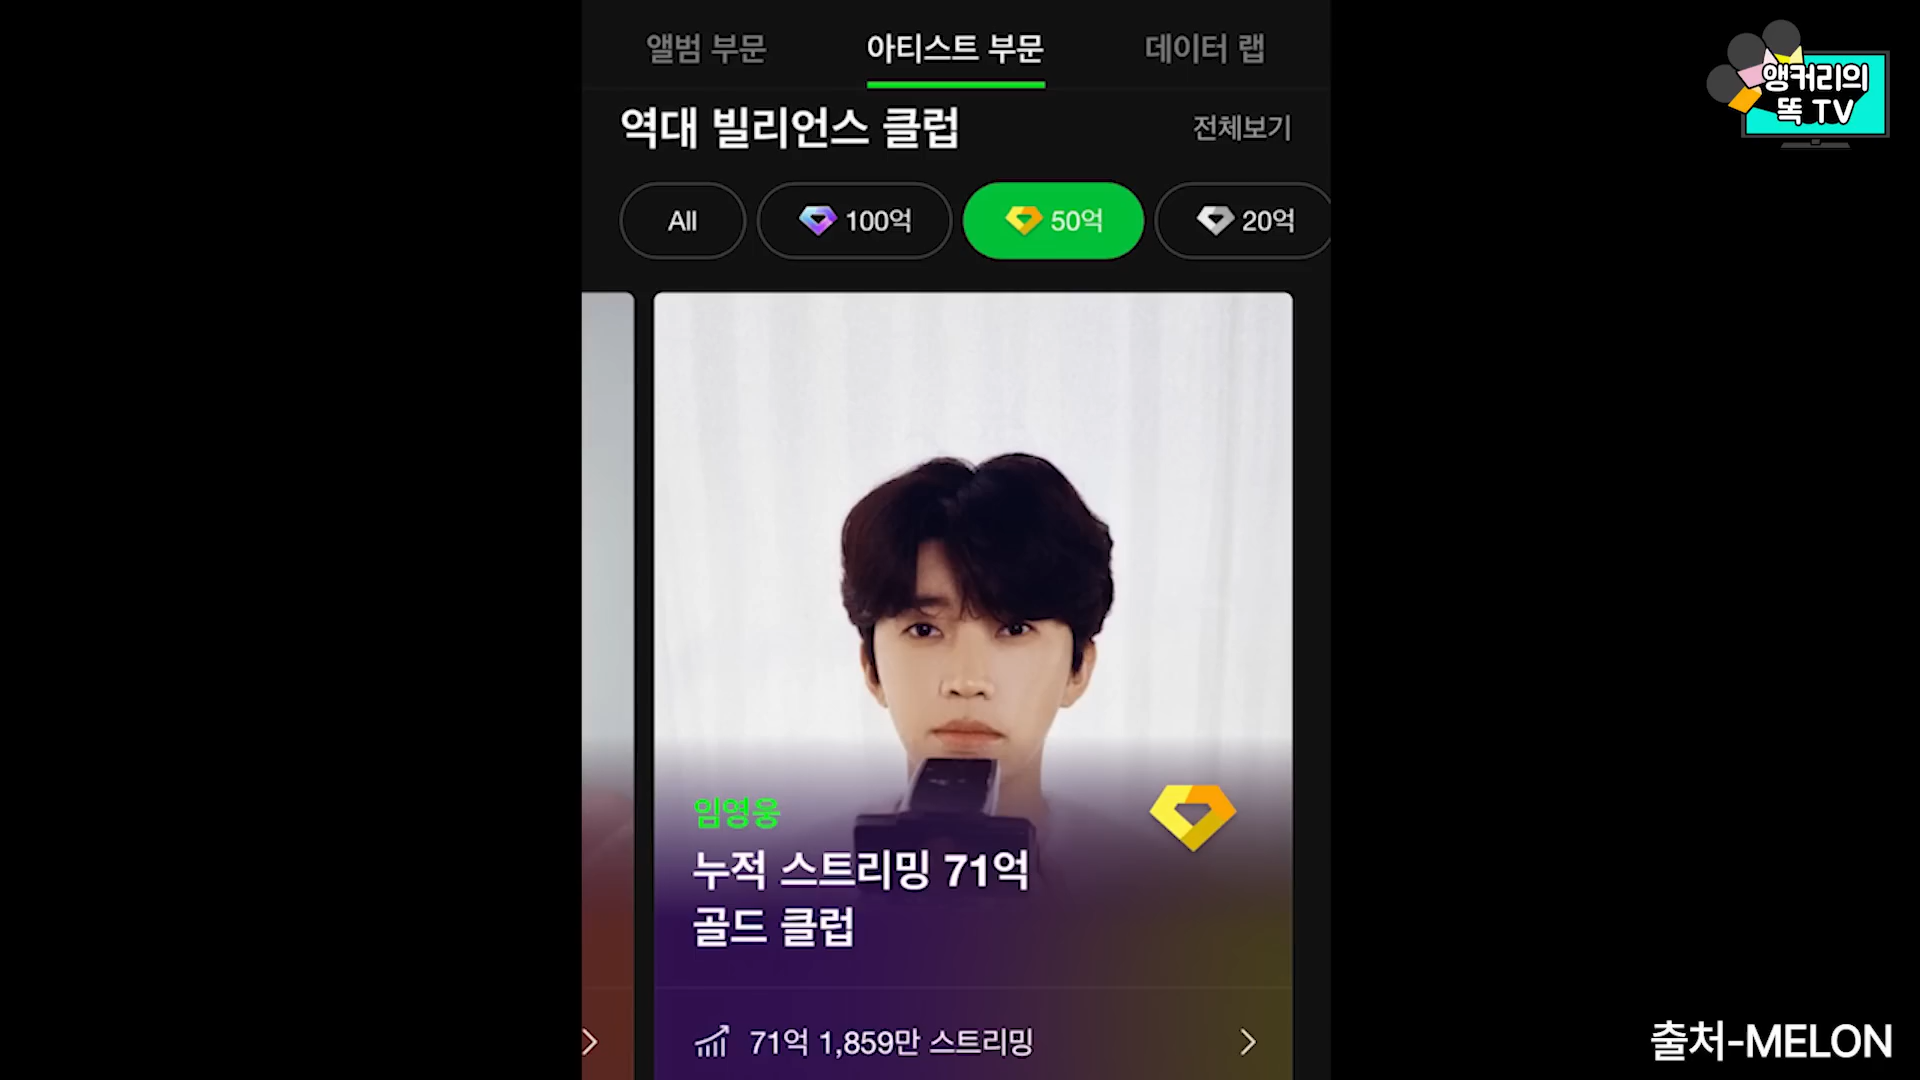 앨범 부문 아티스트 부문 데이터 랩
앵커리의
똑 TV
역대 빌리언스 클럽 전체보기
All 100억 50억 20억
임영웅
누적 스트리밍 71억
골드 클럽
71억 1,859만 스트리밍
출처-MELON